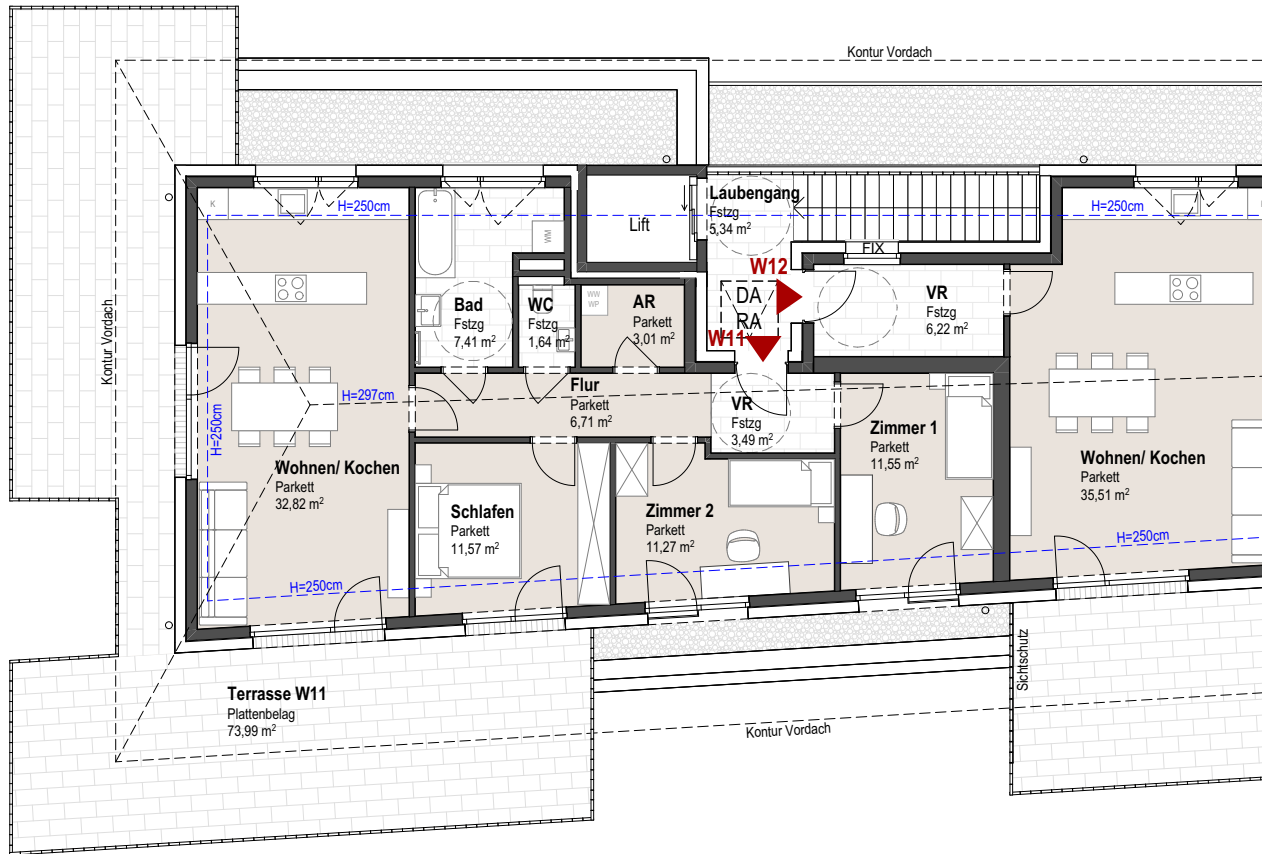 Kontur Vordach
Laubengang
Fstzg
5,34 m²
Lift
K
H=250cm
H=250cm
FIX
W12
DA
RA
W11
VR
Fstzg
6,22 m²
WM
Bad
Fstzg
7,41 m²
WC
Fstzg
1,64 m²
WW
WP
AR
Parkett
3,01 m²
Kontur Vordach
H=297cm
H=250cm
Flur
Parkett
6,71 m²
VR
Fstzg
3,49 m²
Zimmer 1
Parkett
11,55 m²
Wohnen/ Kochen
Parkett
32,82 m²
Wohnen/ Kochen
Parkett
35,51 m²
Schlafen
Parkett
11,57 m²
Zimmer 2
Parkett
11,27 m²
H=250cm
H=250cm
Sichtschutz
Terrasse W11
Plattenbelag
73,99 m²
Kontur Vordach